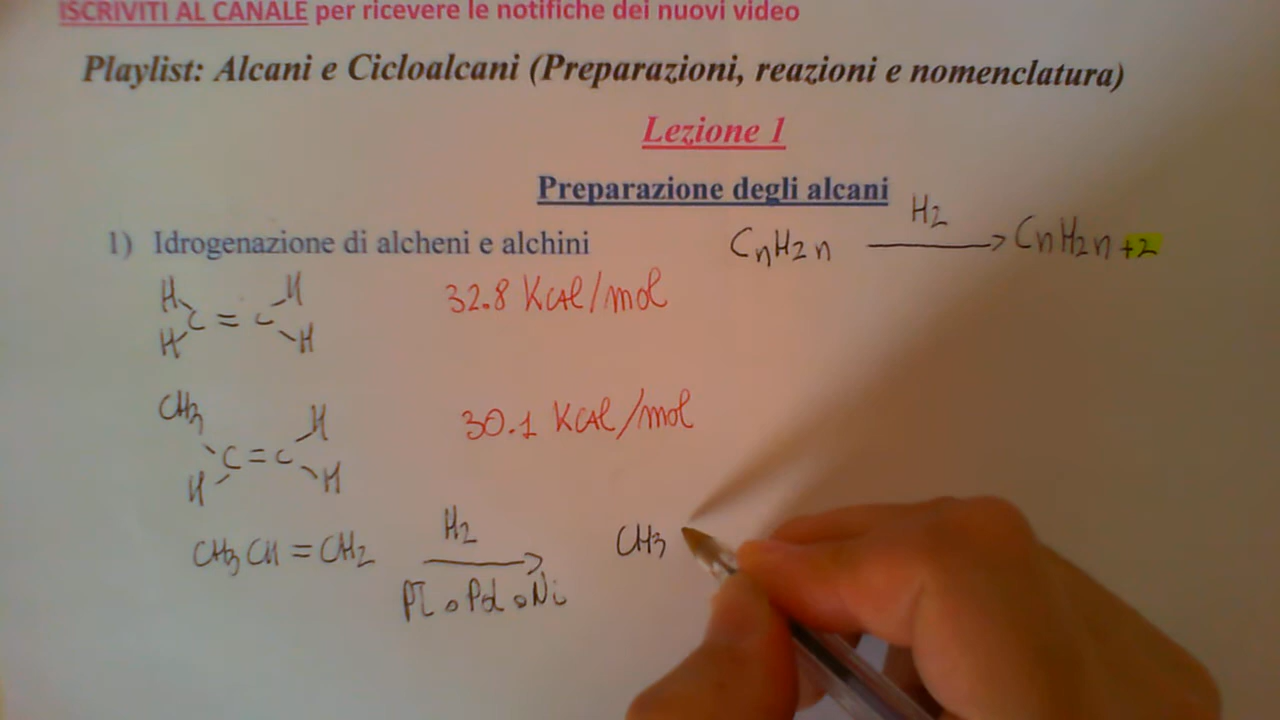 ISCRIVITI AL CANALE per ricevere le notifiche dei nuovi video
Playlist: Alcani e Cicloalcani (Preparazioni, reazioni e nomenclatura)
Lezione 1
Preparazione degli alcani
1) Idrogenazione di alcheni e alchini
H2
CnH2n → CnH2n+2
H H
C = C
H H
32.8 Kcal/mol
CH3 H
C = C
H H
30.1 Kcal/mol
H2
CH3CH=CH2 → CH3
Pt o Pd o Ni